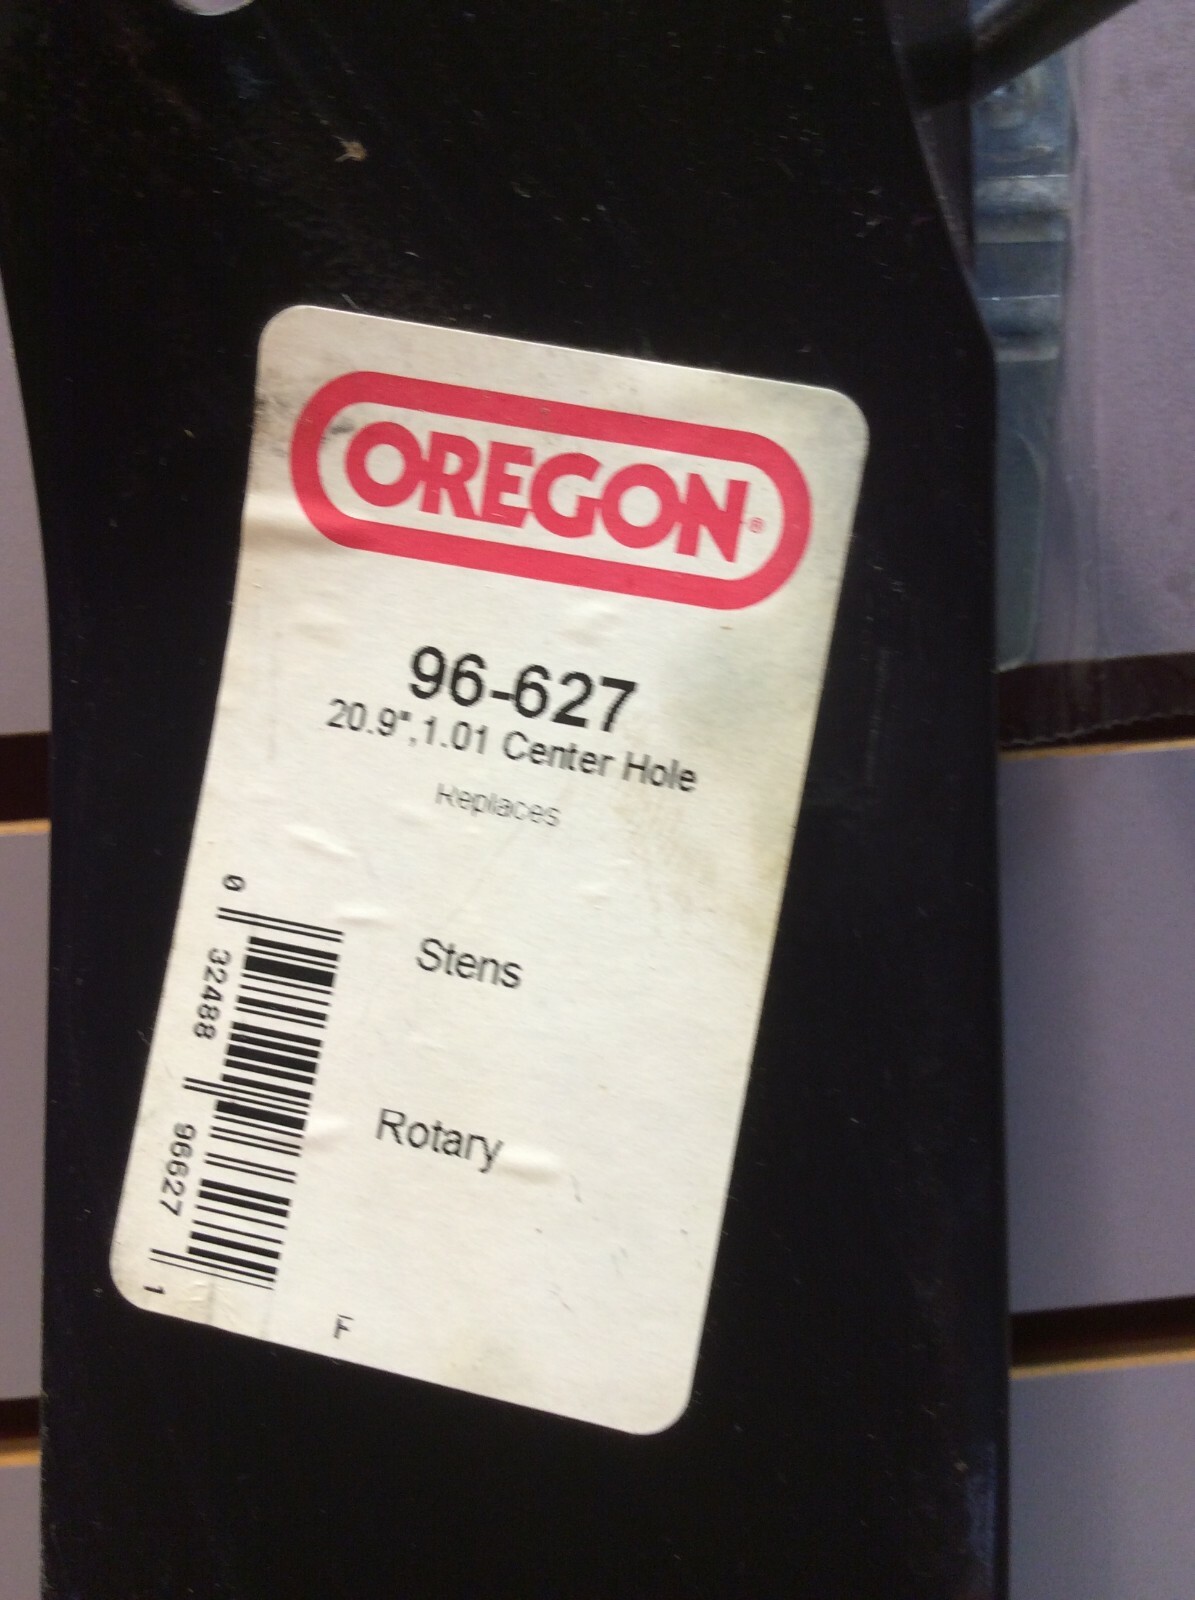 OREGON®
96-627
20.9",1.01 Center Hole
Replaces
Stens
Rotary
0 32488 96627 1
F